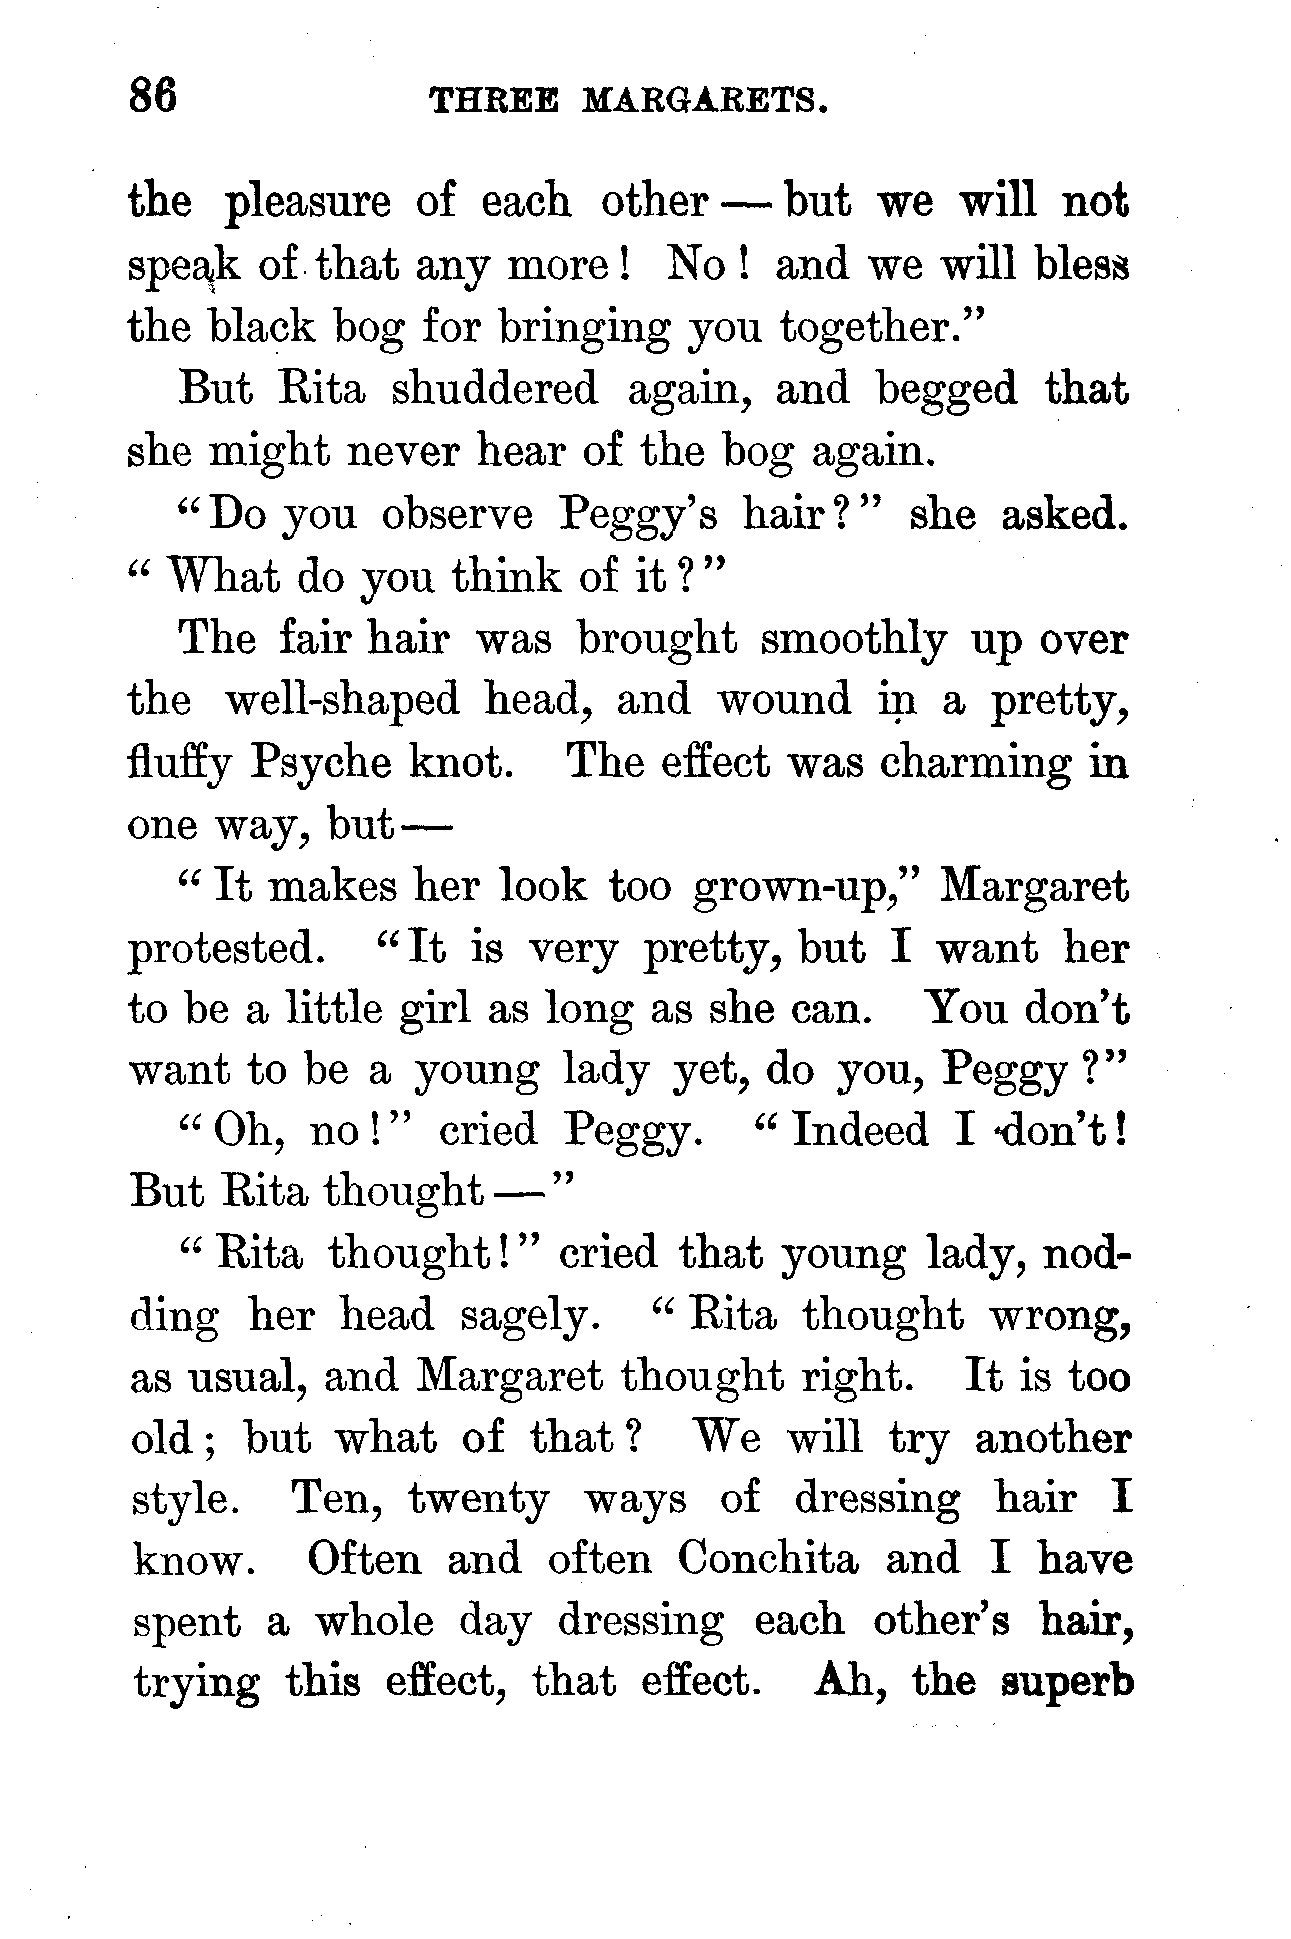 86 THREE MARGARETS.
the pleasure of each other — but we will not
speak of that any more! No! and we will bless
the black bog for bringing you together.”
But Rita shuddered again, and begged that
she might never hear of the bog again.
“Do you observe Peggy’s hair?” she asked.
“What do you think of it?”
The fair hair was brought smoothly up over
the well-shaped head, and wound in a pretty,
fluffy Psyche knot. The effect was charming in
one way, but—
“It makes her look too grown-up,” Margaret
protested. “It is very pretty, but I want her
to be a little girl as long as she can. You don’t
want to be a young lady yet, do you, Peggy?”
“Oh, no!” cried Peggy. “Indeed I don’t!
But Rita thought —”
“Rita thought!” cried that young lady, nod-
ding her head sagely. “Rita thought wrong,
as usual, and Margaret thought right. It is too
old; but what of that? We will try another
style. Ten, twenty ways of dressing hair I
know. Often and often Conchita and I have
spent a whole day dressing each other’s hair,
trying this effect, that effect. Ah, the superb